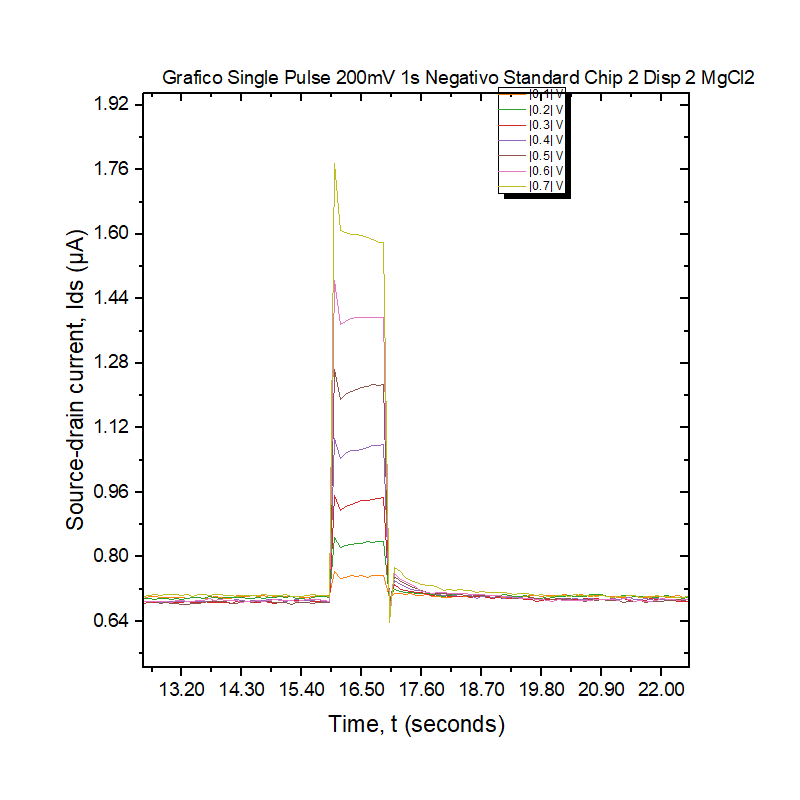 Grafico Single Pulse 200mV 1s Negativo Standard Chip 2 Disp 2 MgCl2
|0.1| V
|0.2| V
|0.3| V
|0.4| V
|0.5| V
|0.6| V
|0.7| V
1.92
1.76
1.60
1.44
1.28
1.12
0.96
0.80
0.64
Source-drain current, Ids (μA)
13.20 14.30 15.40 16.50 17.60 18.70 19.80 20.90 22.00
Time, t (seconds)